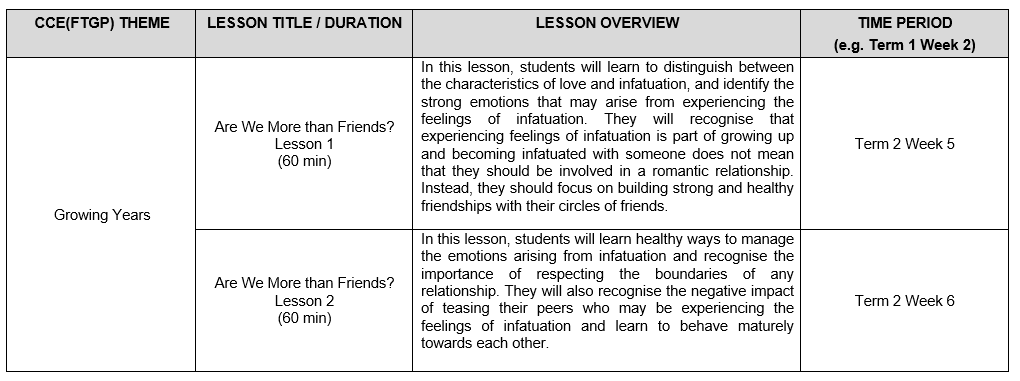 CCE(FTGP) THEME
LESSON TITLE / DURATION
LESSON OVERVIEW
TIME PERIOD
(e.g. Term 1 Week 2)
Growing Years
Are We More than Friends?
Lesson 1
(60 min)
In this lesson, students will learn to distinguish between
the characteristics of love and infatuation, and identify the
strong emotions that may arise from experiencing the
feelings of infatuation. They will recognise that
experiencing feelings of infatuation is part of growing up
and becoming infatuated with someone does not mean
that they should be involved in a romantic relationship.
Instead, they should focus on building strong and healthy
friendships with their circles of friends.
Term 2 Week 5
Are We More than Friends?
Lesson 2
(60 min)
In this lesson, students will learn healthy ways to manage
the emotions arising from infatuation and recognise the
importance of respecting the boundaries of any
relationship. They will also recognise the negative impact
of teasing their peers who may be experiencing the
feelings of infatuation and learn to behave maturely
towards each other.
Term 2 Week 6